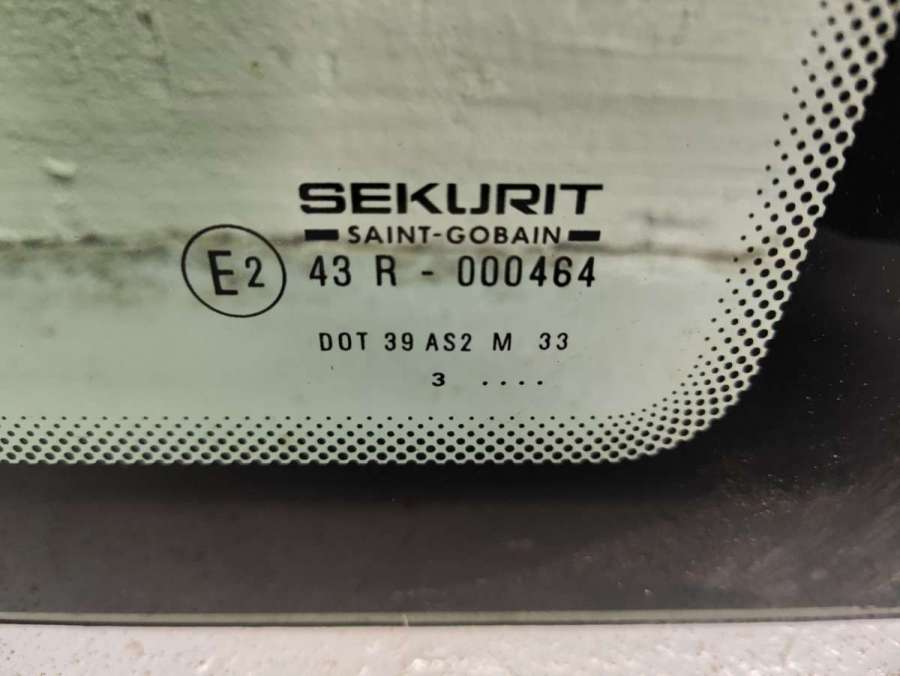 SEKURIT
SAINT-GOBAIN
E2 43 R - 000464
DOT 39 AS2 M 33
3 ....